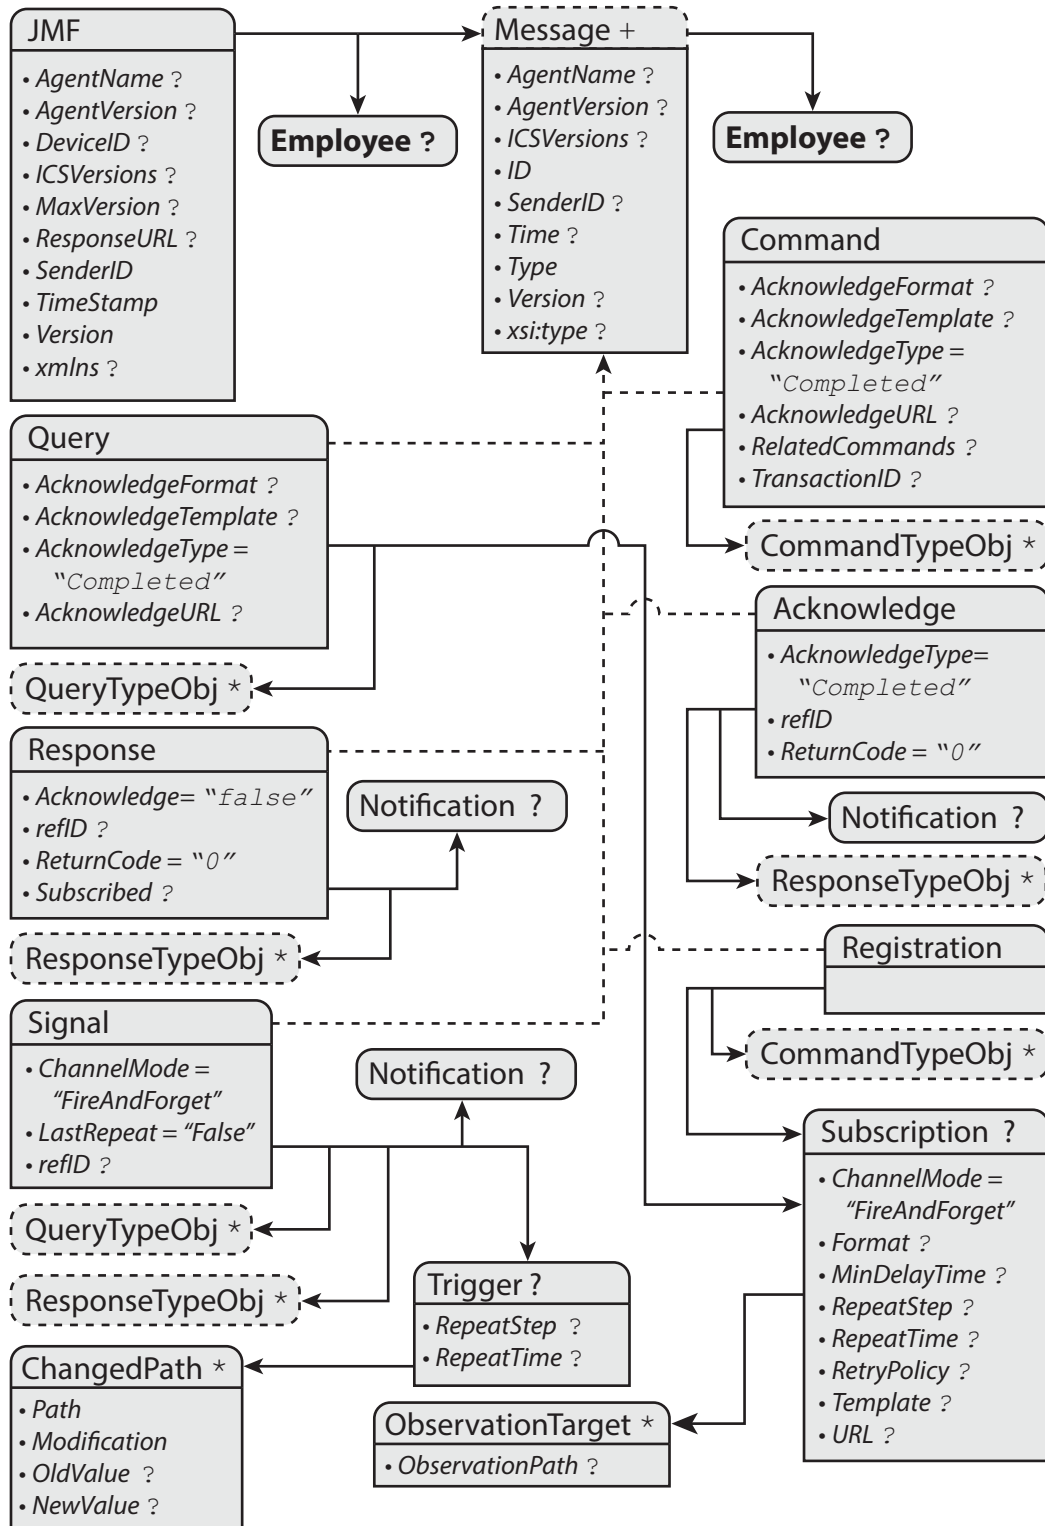 JMF
• AgentName ?
• AgentVersion ?
• DeviceID ?
• ICSVersions ?
• MaxVersion ?
• ResponseURL ?
• SenderID
• TimeStamp
• Version
• xmlns ?
Employee ?
Message +
• AgentName ?
• AgentVersion ?
• ICSVersions ?
• ID
• SenderID ?
• Time ?
• Type
• Version ?
• xsi:type ?
Employee ?
Command
• AcknowledgeFormat ?
• AcknowledgeTemplate ?
• AcknowledgeType =
“Completed”
• AcknowledgeURL ?
• RelatedCommands ?
• TransactionID ?
CommandTypeObj *
Query
• AcknowledgeFormat ?
• AcknowledgeTemplate ?
• AcknowledgeType =
“Completed”
• AcknowledgeURL ?
QueryTypeObj *
Acknowledge
• AcknowledgeType=
“Completed”
• refID
• ReturnCode = “0”
Notification ?
ResponseTypeObj *
Response
• Acknowledge= “false”
• refID ?
• ReturnCode = “0”
• Subscribed ?
Notification ?
ResponseTypeObj *
Registration
CommandTypeObj *
Signal
• ChannelMode =
“FireAndForget”
• LastRepeat = “False”
• refID ?
Notification ?
QueryTypeObj *
ResponseTypeObj *
Trigger ?
• RepeatStep ?
• RepeatTime ?
Subscription ?
• ChannelMode =
“FireAndForget”
• Format ?
• MinDelayTime ?
• RepeatStep ?
• RepeatTime ?
• RetryPolicy ?
• Template ?
• URL ?
ChangedPath *
• Path
• Modification
• OldValue ?
• NewValue ?
ObservationTarget *
• ObservationPath ?